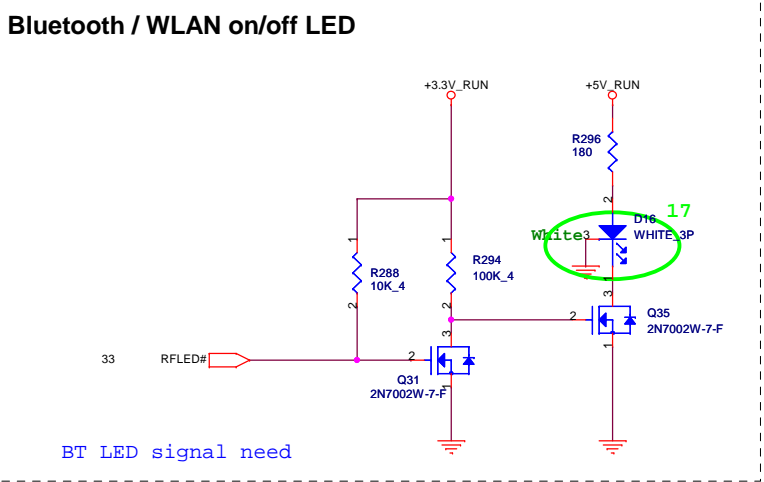 Bluetooth / WLAN on/off LED
+3.3V_RUN
+5V_RUN
R296
180
2
17
D16
White
3
WHITE_3P
1
1
1
R288
10K_4
R294
100K_4
2
2
3
3
2
Q35
2N7002W-7-F
1
33
RFLED#
2
Q31
2N7002W-7-F
1
BT LED signal need